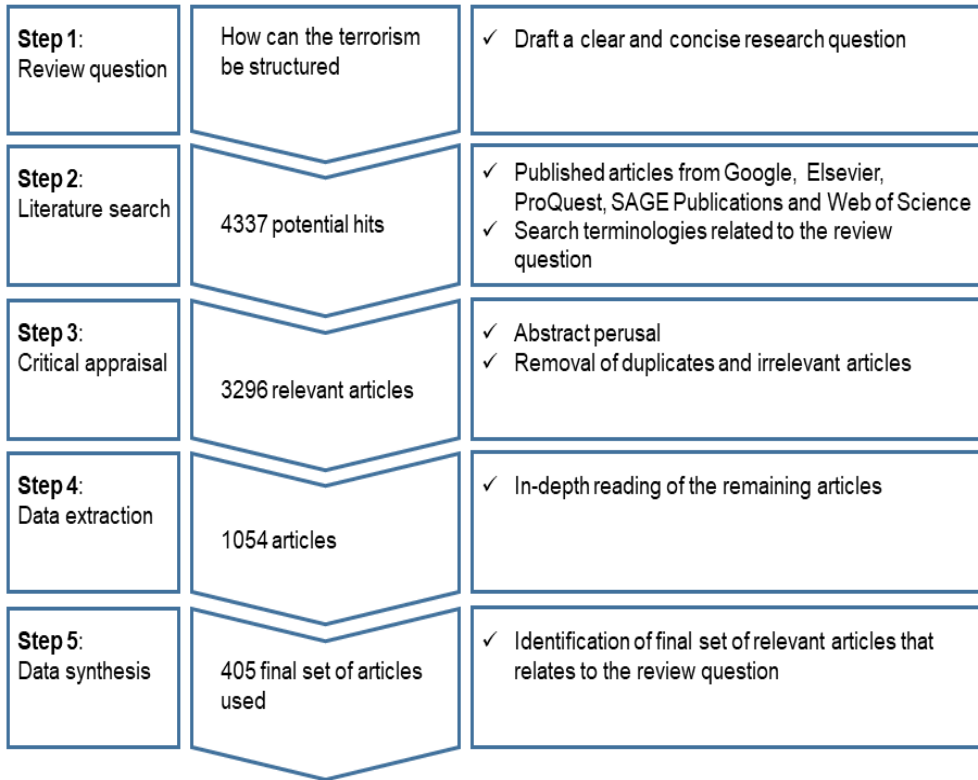 Step 1:
Review question
How can the terrorism
be structured
✓ Draft a clear and concise research question
Step 2:
Literature search
4337 potential hits
✓ Published articles from Google, Elsevier,
ProQuest, SAGE Publications and Web of Science
✓ Search terminologies related to the review
question
Step 3:
Critical appraisal
3296 relevant articles
✓ Abstract perusal
✓ Removal of duplicates and irrelevant articles
Step 4:
Data extraction
1054 articles
✓ In-depth reading of the remaining articles
Step 5:
Data synthesis
405 final set of articles
used
✓ Identification of final set of relevant articles that
relates to the review question